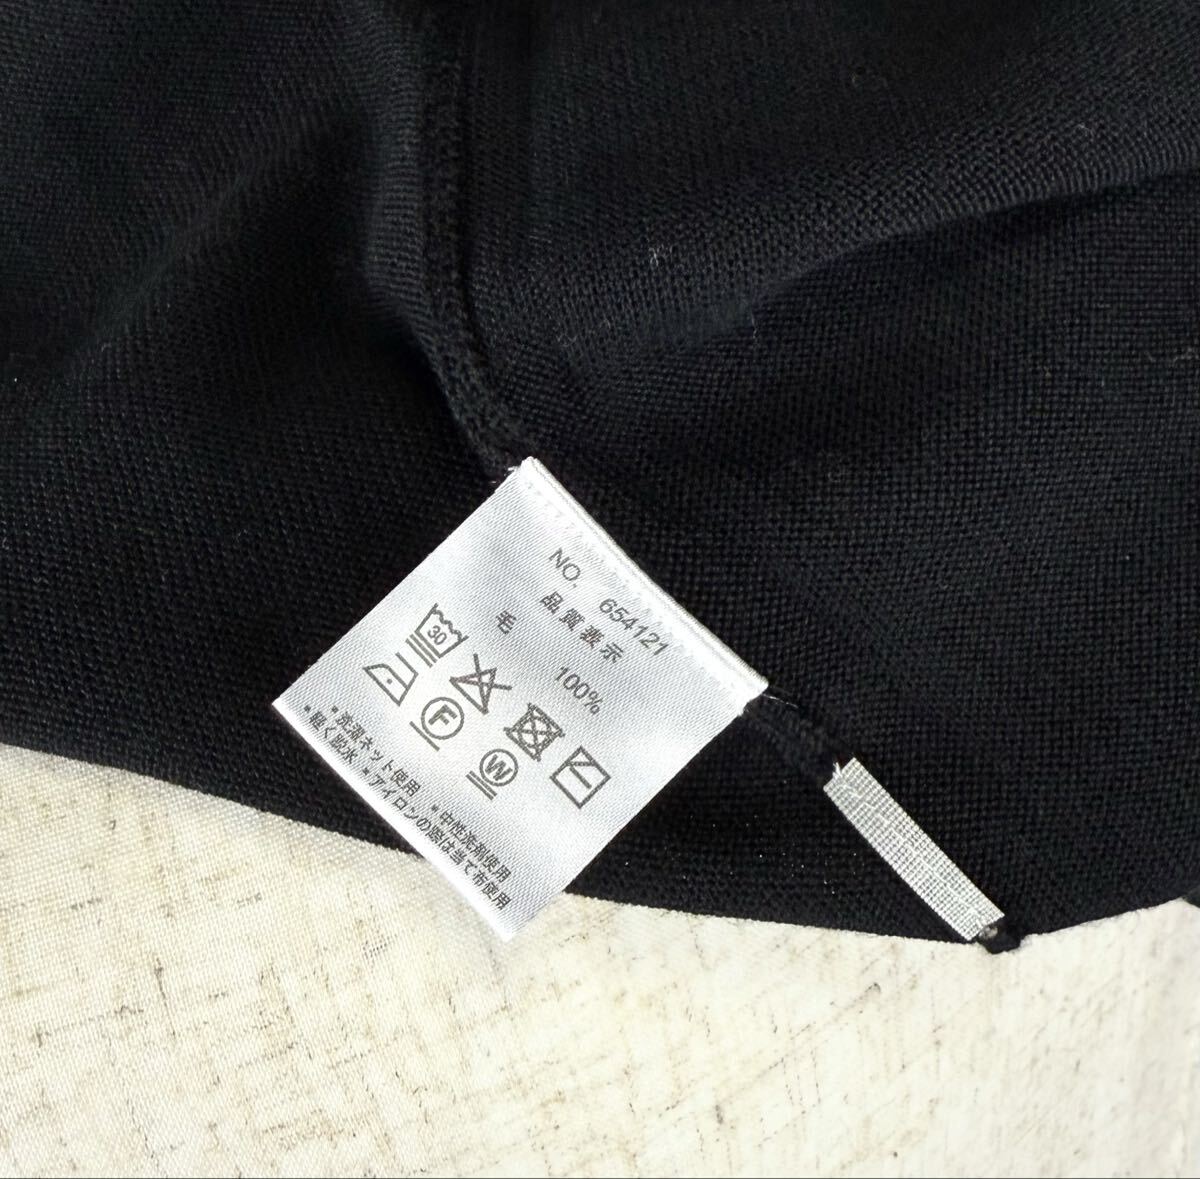 NO. 654121
品質表示
毛 100%
30
F W
・洗濯ネット使用 ・中性洗剤使用
・軽く脱水・アイロンの際は当て布使用